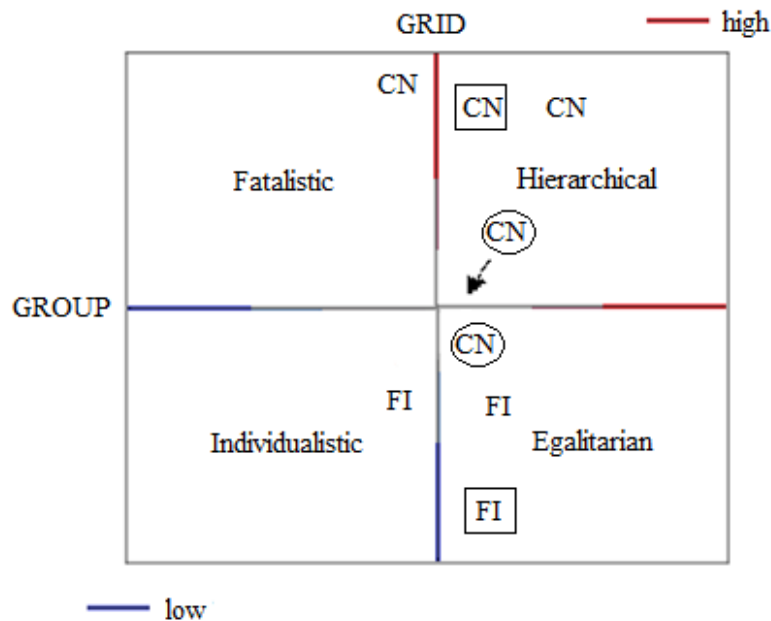 GRID
high
CN
CN CN
Fatalistic
Hierarchical
CN
GROUP
CN
FI
FI
Individualistic
Egalitarian
FI
low